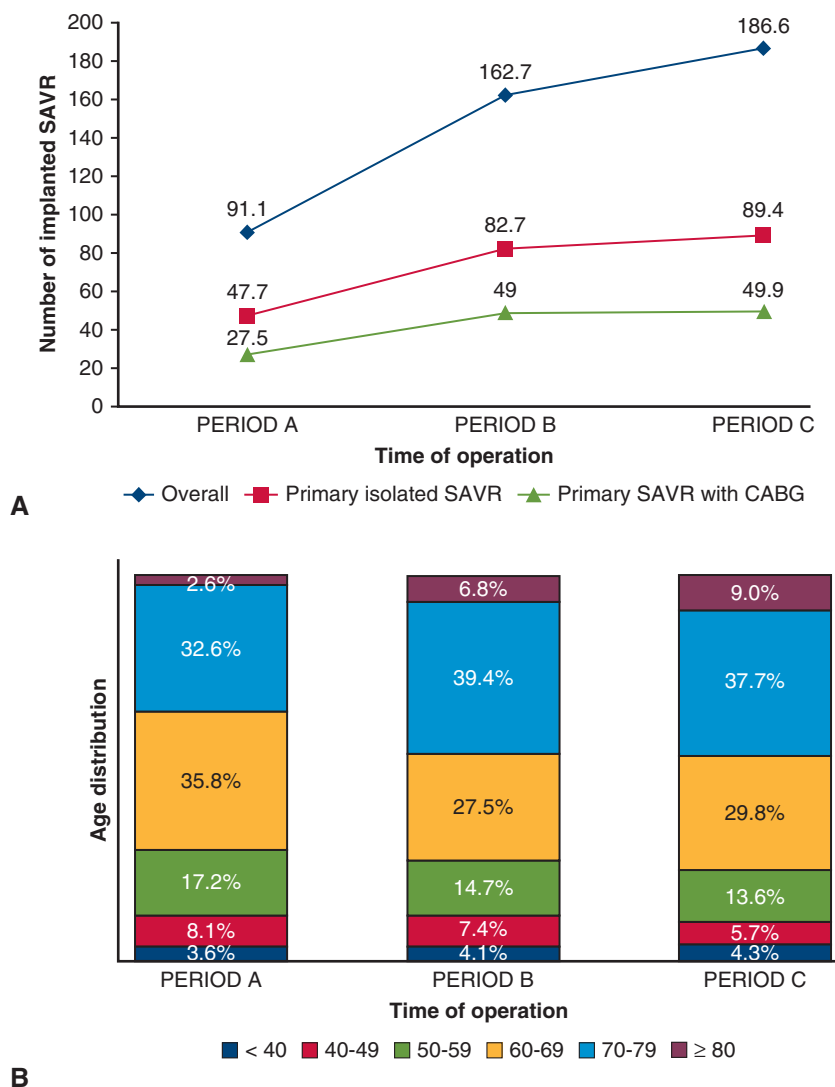 200
180
160
140
120
100
80
60
40
20
0
Number of implanted SAVR
91.1
162.7
186.6
47.7
82.7
89.4
27.5
49
49.9
PERIOD A PERIOD B PERIOD C
Time of operation
Overall Primary isolated SAVR Primary SAVR with CABG
A
Age distribution
2.6% 6.8% 9.0%
32.6% 39.4% 37.7%
35.8% 27.5% 29.8%
17.2% 14.7% 13.6%
8.1% 7.4% 5.7%
3.6% 4.1% 4.3%
PERIOD A PERIOD B PERIOD C
Time of operation
< 40 40-49 50-59 60-69 70-79 ≥ 80
B